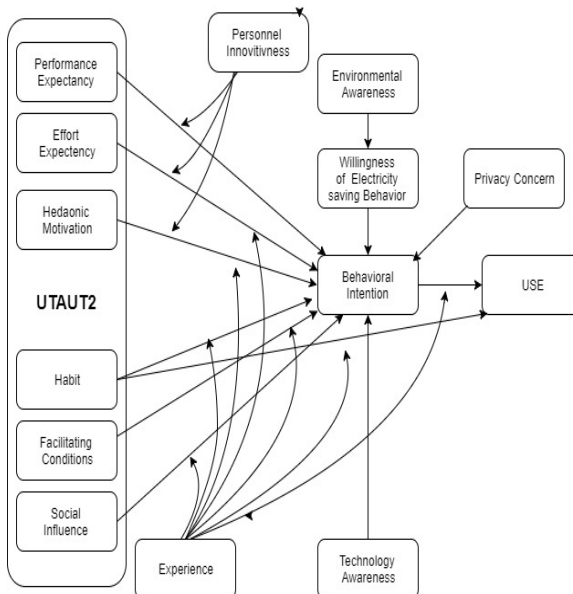 Performance
Expectancy
Effort
Expectency
Hedaonic
Motivation
UTAUT2
Habit
Facilitating
Conditions
Social
Influence
Personnel
Innovitivness
Environmental
Awareness
Willingness
of Electricity
saving Behavior
Privacy Concern
Behavioral
Intention
USE
Experience
Technology
Awareness